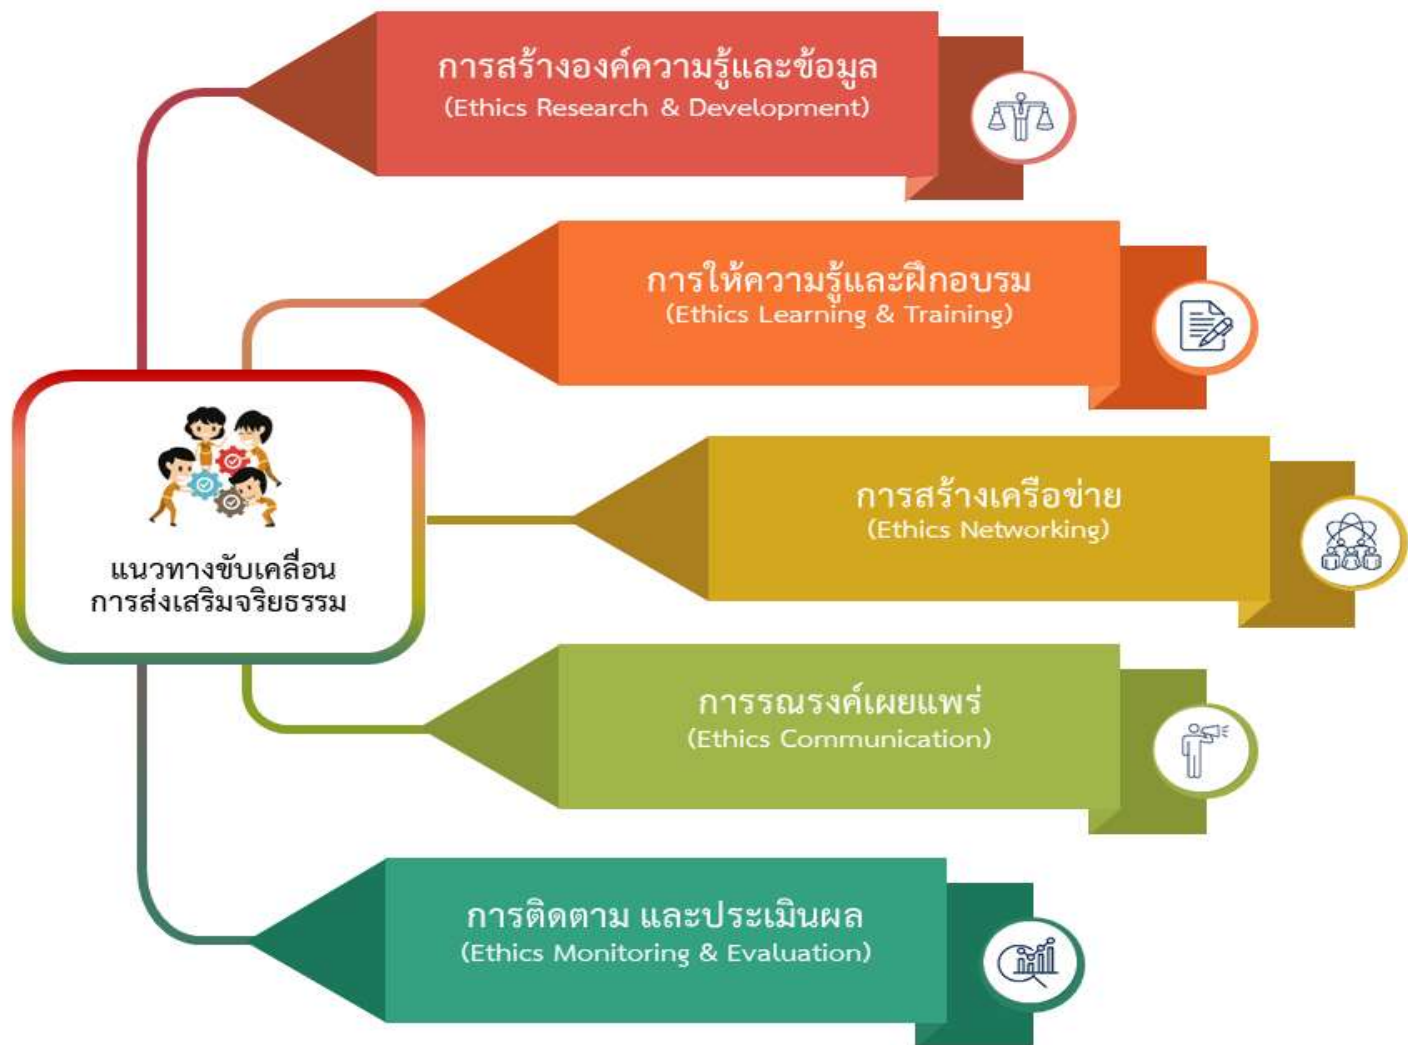 การสร้างองค์ความรู้และข้อมูล
(Ethics Research & Development)
การให้ความรู้และฝึกอบรม
(Ethics Learning & Training)
การสร้างเครือข่าย
(Ethics Networking)
แนวทางขับเคลื่อน
การส่งเสริมจริยธรรม
การรณรงค์เผยแพร่
(Ethics Communication)
การติดตาม และประเมินผล
(Ethics Monitoring & Evaluation)